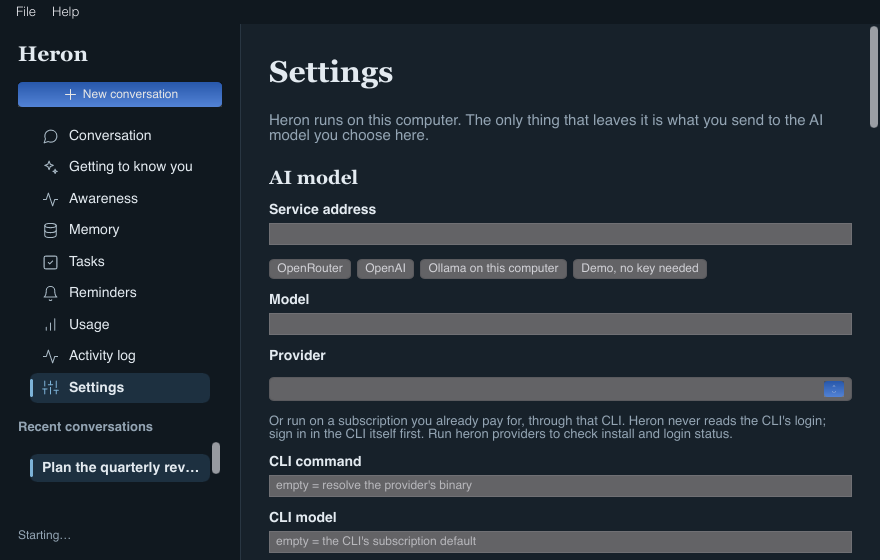 File Help
Heron
New conversation
Conversation
Getting to know you
Awareness
Memory
Tasks
Reminders
Usage
Activity log
Settings
Recent conversations
Plan the quarterly rev…
Starting…
Settings
Heron runs on this computer. The only thing that leaves it is what you send to the AI
model you choose here.
AI model
Service address
OpenRouter OpenAI Ollama on this computer Demo, no key needed
Model
Provider
Or run on a subscription you already pay for, through that CLI. Heron never reads the CLI's login;
sign in in the CLI itself first. Run heron providers to check install and login status.
CLI command
empty = resolve the provider's binary
CLI model
empty = the CLI's subscription default